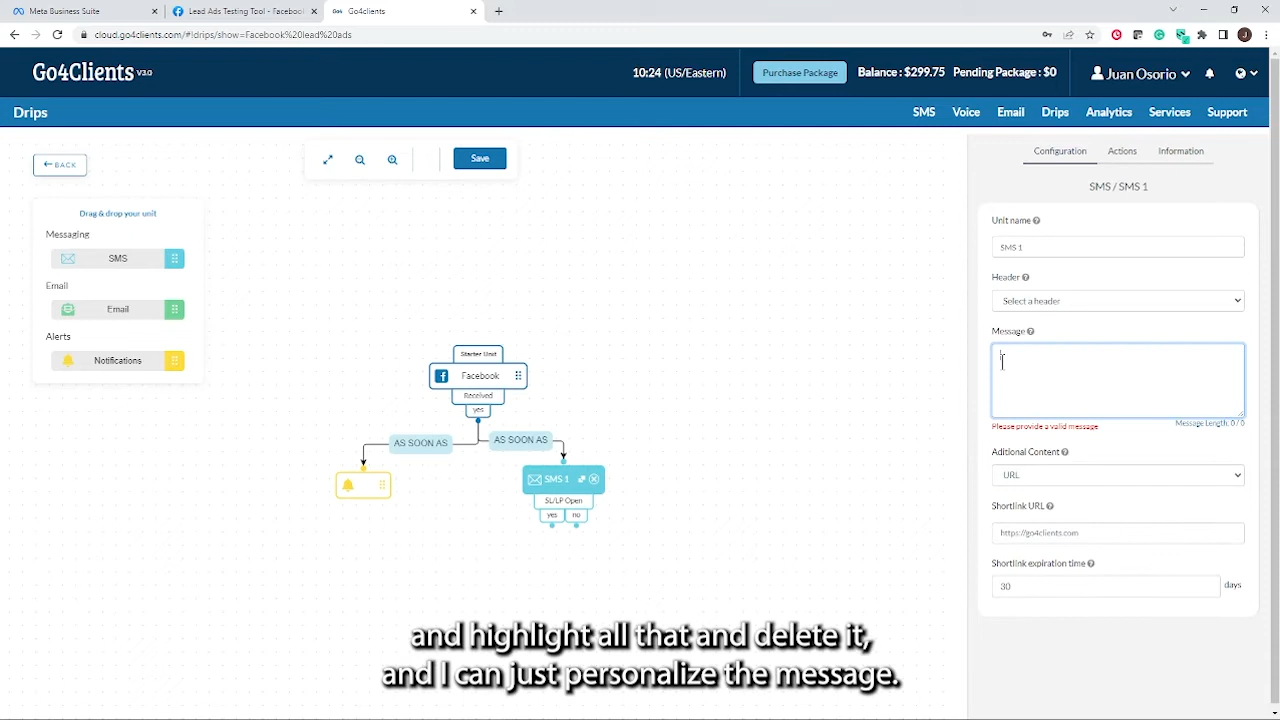 Meta Business Suite
Lead Ads Testing Tool - Facebook
Go4clients
cloud.go4clients.com/#!drips/show=Facebook%20lead%20ads
Go4Clients V3.0
10:24 (US/Eastern)
Purchase Package
Balance : $299.75
Pending Package : $0
Juan Osorio
Drips
SMS
Voice
Email
Drips
Analytics
Services
Support
BACK
Save
Configuration
Actions
Information
SMS / SMS 1
Drag & drop your unit
Messaging
SMS
Email
Email
Alerts
Notifications
Unit name
SMS 1
Header
Select a header
Message
Please provide a valid message
Message Length: 0 / 0
Aditional Content
URL
Shortlink URL
https://go4clients.com
Shortlink expiration time
30
days
Starter Unit
Facebook
Received
yes
AS SOON AS
AS SOON AS
SMS 1
SL/LP Open
yes
no
and highlight all that and delete it,
and I can just personalize the message.